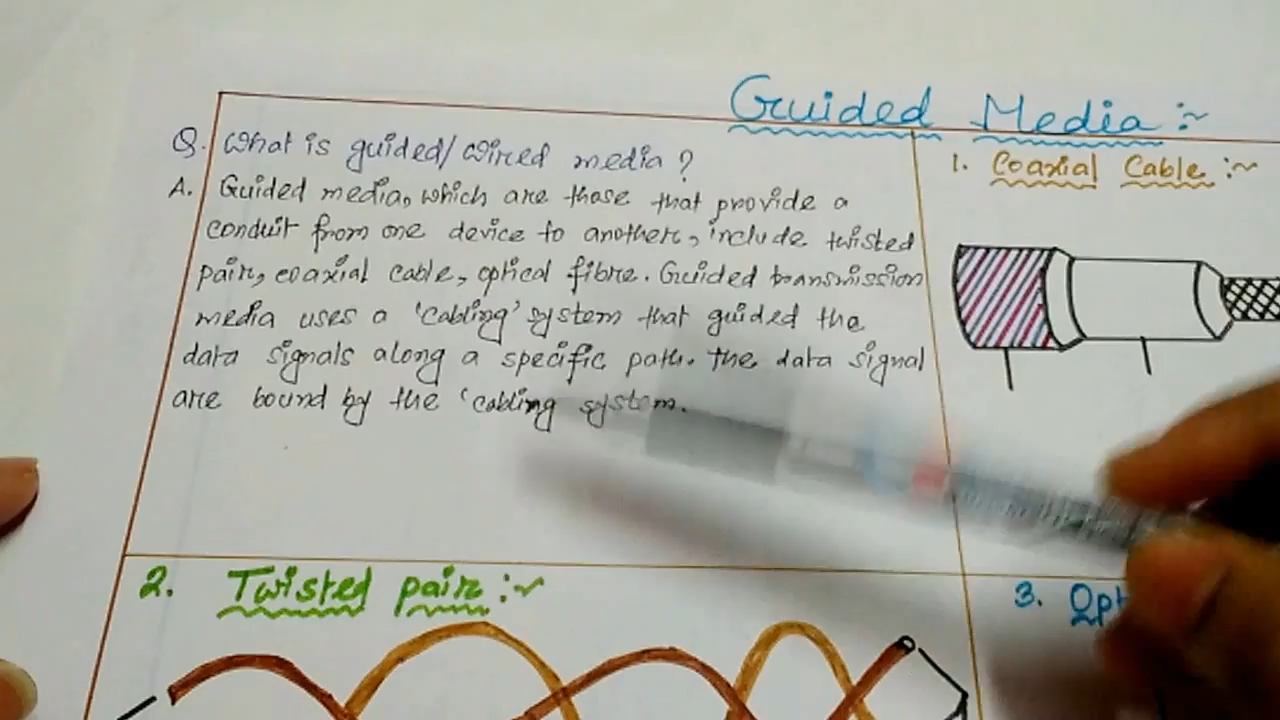 Guided Media :~
Q. What is guided/wired media ?
A. Guided media, which are those that provide a
conduit from one device to another, include twisted
pair, coaxial cable, optical fibre. Guided transmission
media uses a 'cabling' system that guided the
data signals along a specific path. The data signal
are bound by the 'cabling system.
1. Coaxial Cable :~
2. Twisted pair :~
3. Opt